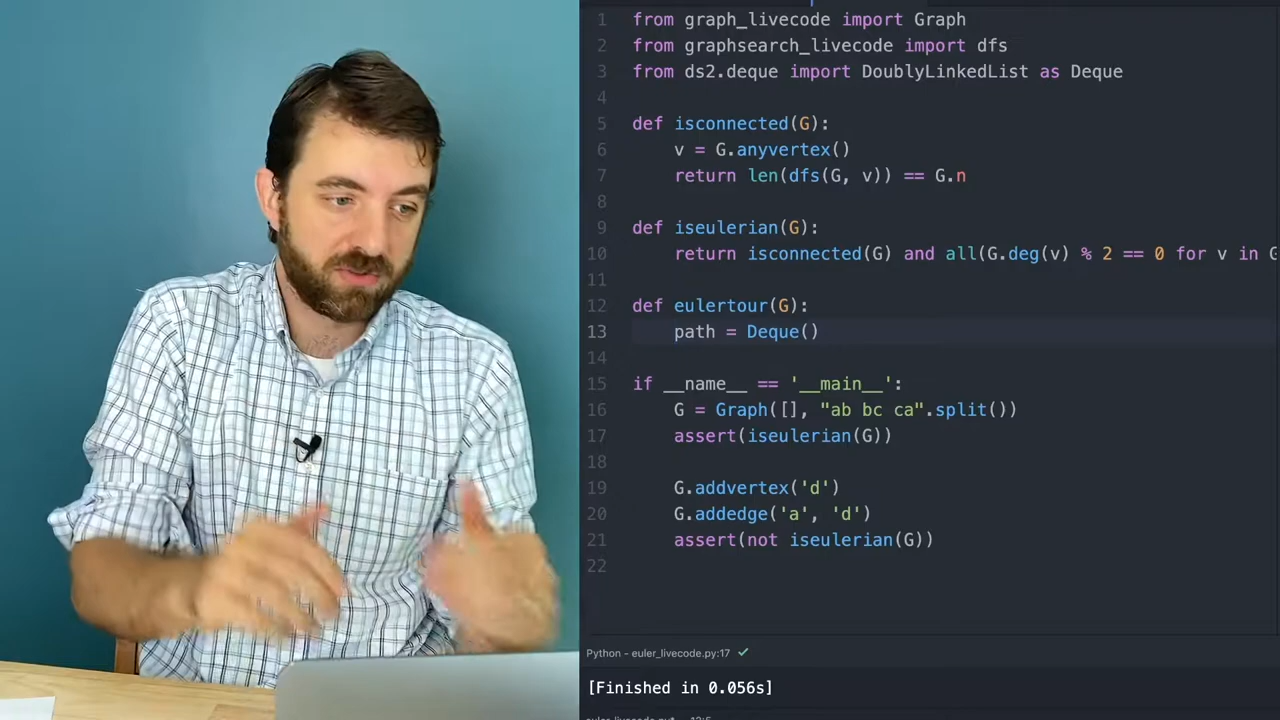 1 from graph_livecode import Graph
2 from graphsearch_livecode import dfs
3 from ds2.deque import DoublyLinkedList as Deque
4
5 def isconnected(G):
6 v = G.anyvertex()
7 return len(dfs(G, v)) == G.n
8
9 def iseulerian(G):
10 return isconnected(G) and all(G.deg(v) % 2 == 0 for v in G
11
12 def eulertour(G):
13 path = Deque()
14
15 if __name__ == '__main__':
16 G = Graph([], "ab bc ca".split())
17 assert(iseulerian(G))
18
19 G.addvertex('d')
20 G.addedge('a', 'd')
21 assert(not iseulerian(G))
22
Python - euler_livecode.py:17 ✓
[Finished in 0.056s]